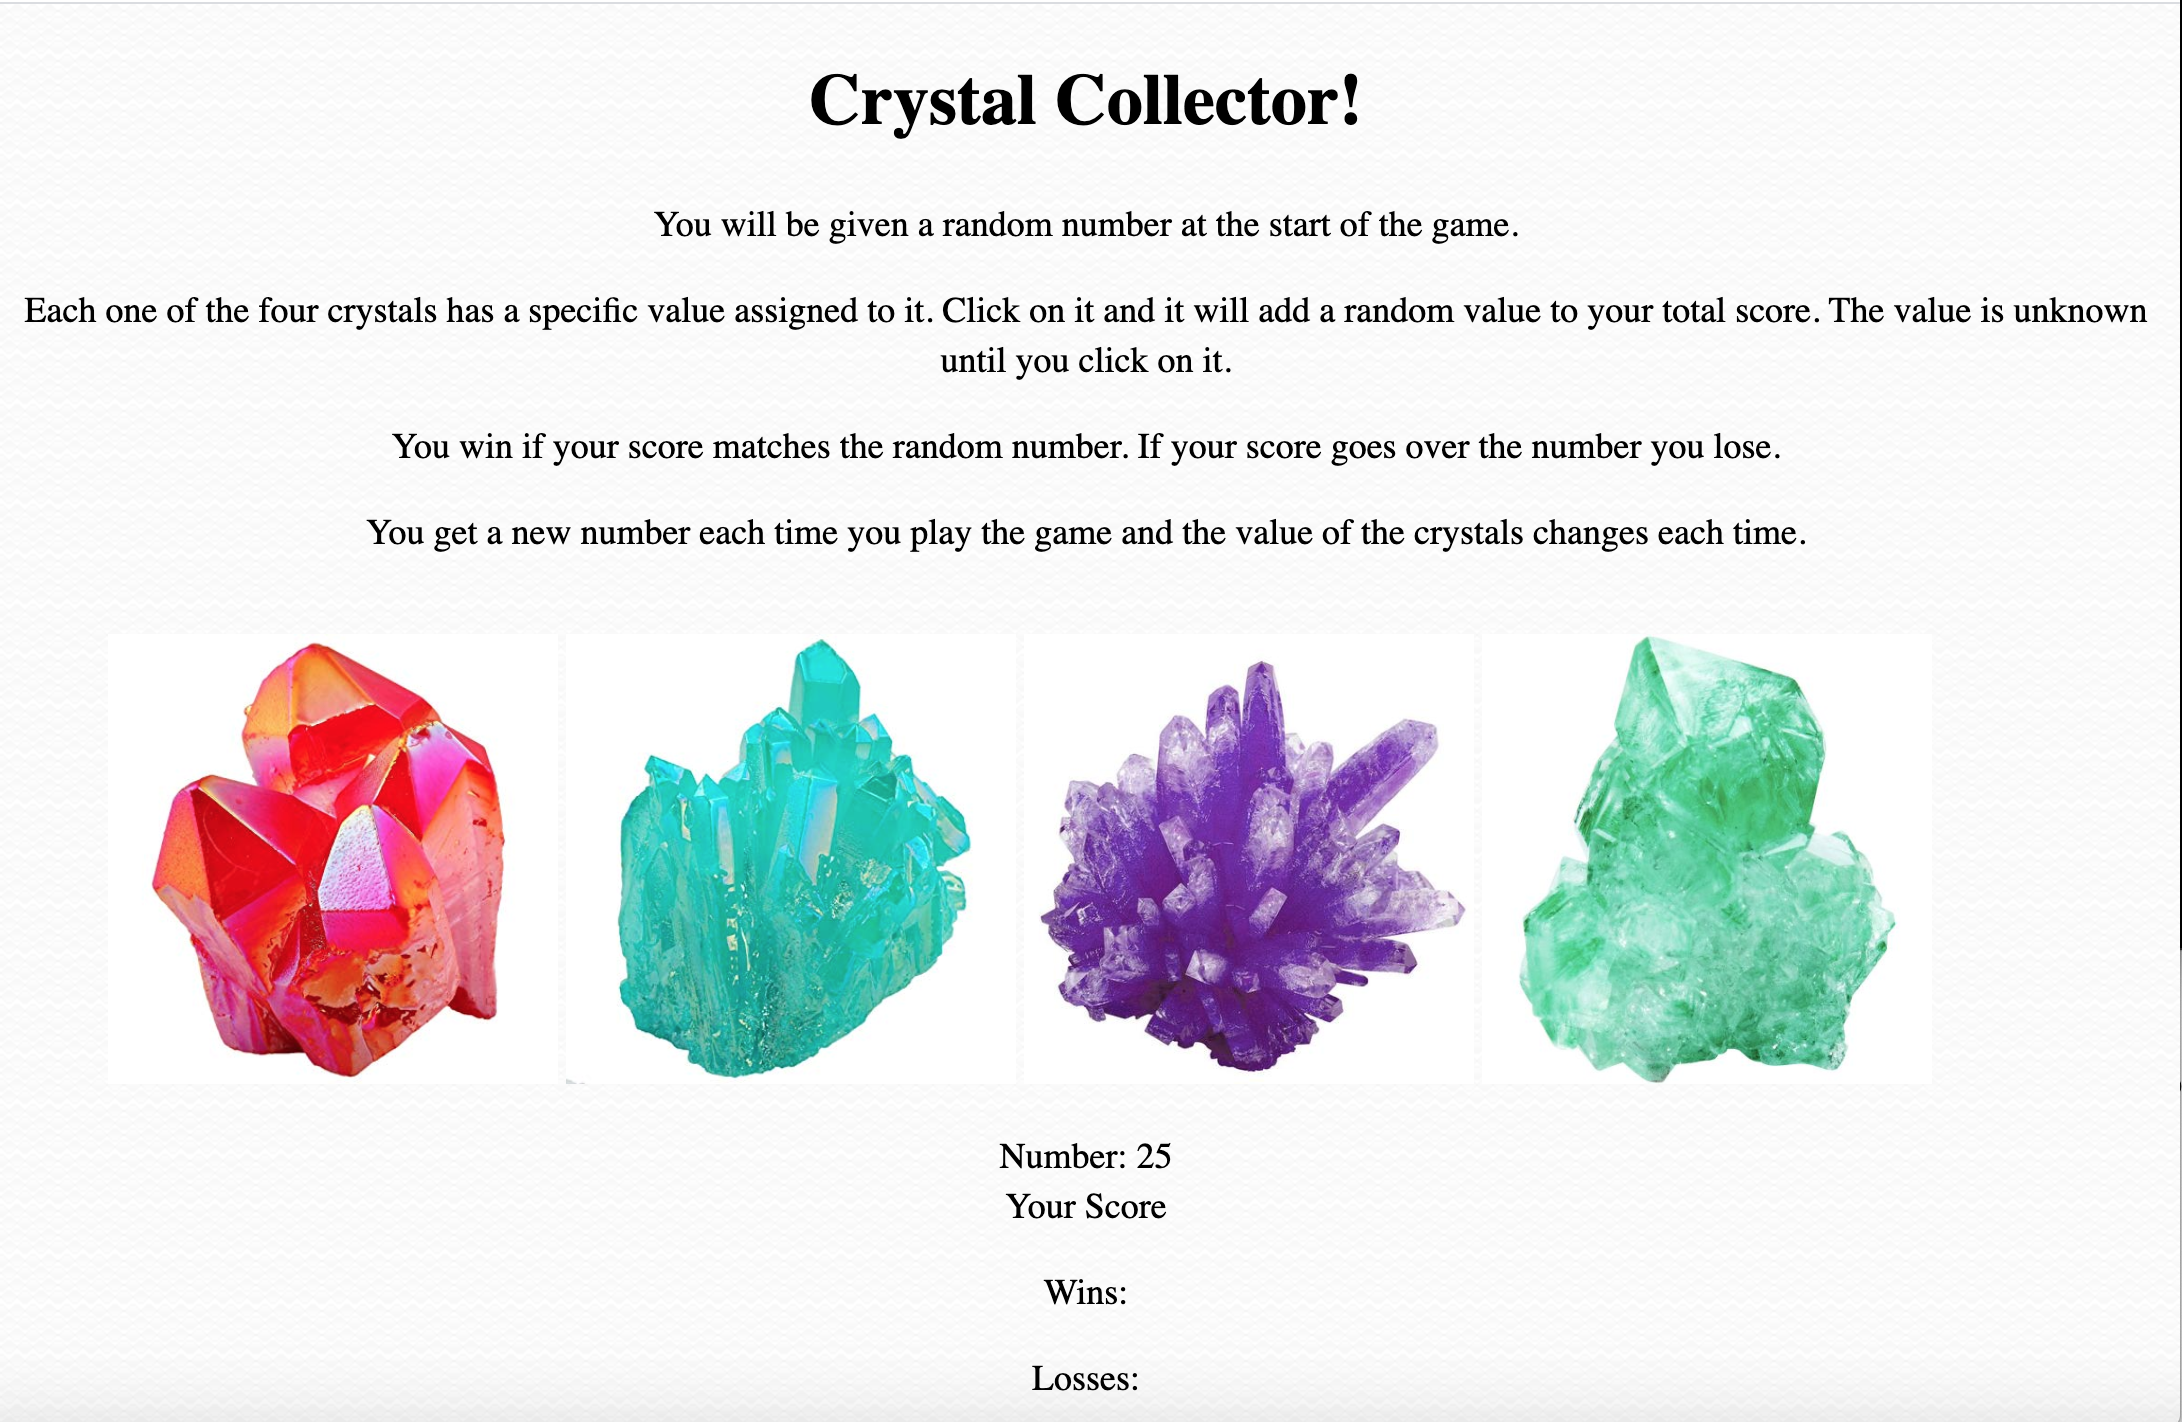 Crystal Collector!
You will be given a random number at the start of the game.
Each one of the four crystals has a specific value assigned to it. Click on it and it will add a random value to your total score. The value is unknown
until you click on it.
You win if your score matches the random number. If your score goes over the number you lose.
You get a new number each time you play the game and the value of the crystals changes each time.
Number: 25
Your Score
Wins:
Losses: